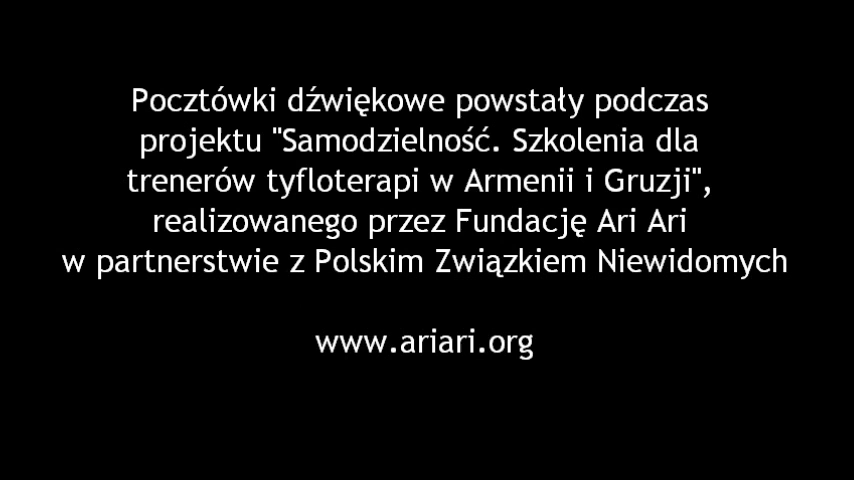 Pocztówki dźwiękowe powstały podczas
projektu "Samodzielność. Szkolenia dla
trenerów tyfloterapi w Armenii i Gruzji",
realizowanego przez Fundację Ari Ari
w partnerstwie z Polskim Związkiem Niewidomych
www.ariari.org